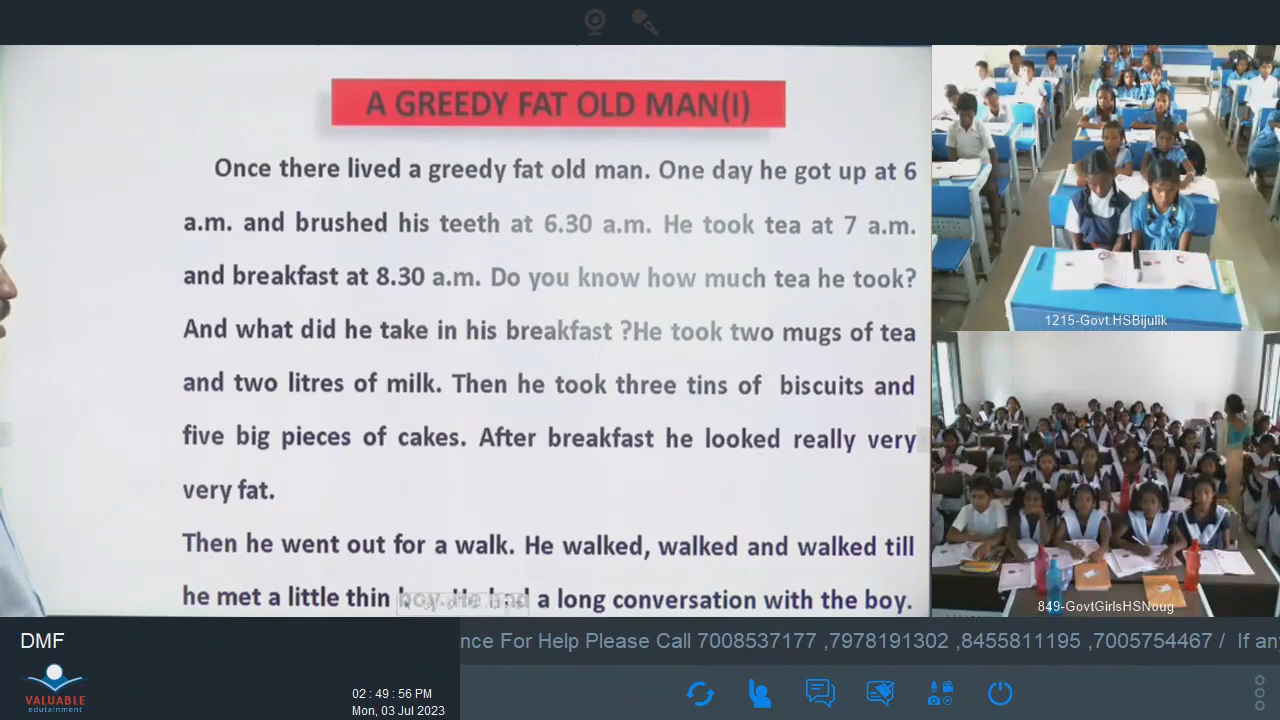 A GREEDY FAT OLD MAN(I)
Once there lived a greedy fat old man. One day he got up at 6
a.m. and brushed his teeth at 6.30 a.m. He took tea at 7 a.m.
and breakfast at 8.30 a.m. Do you know how much tea he took?
And what did he take in his breakfast ?He took two mugs of tea
and two litres of milk. Then he took three tins of biscuits and
five big pieces of cakes. After breakfast he looked really very
very fat.
Then he went out for a walk. He walked, walked and walked till
he met a little thin boy. He had a long conversation with the boy.
1215-Govt.HSBijulik
849-GovtGirlsHSNoug
DMF
nce For Help Please Call 7008537177 ,7978191302 ,8455811195 ,7005754467 / If any
VALUABLE
edutainment
02 : 49 : 56 PM
Mon, 03 Jul 2023